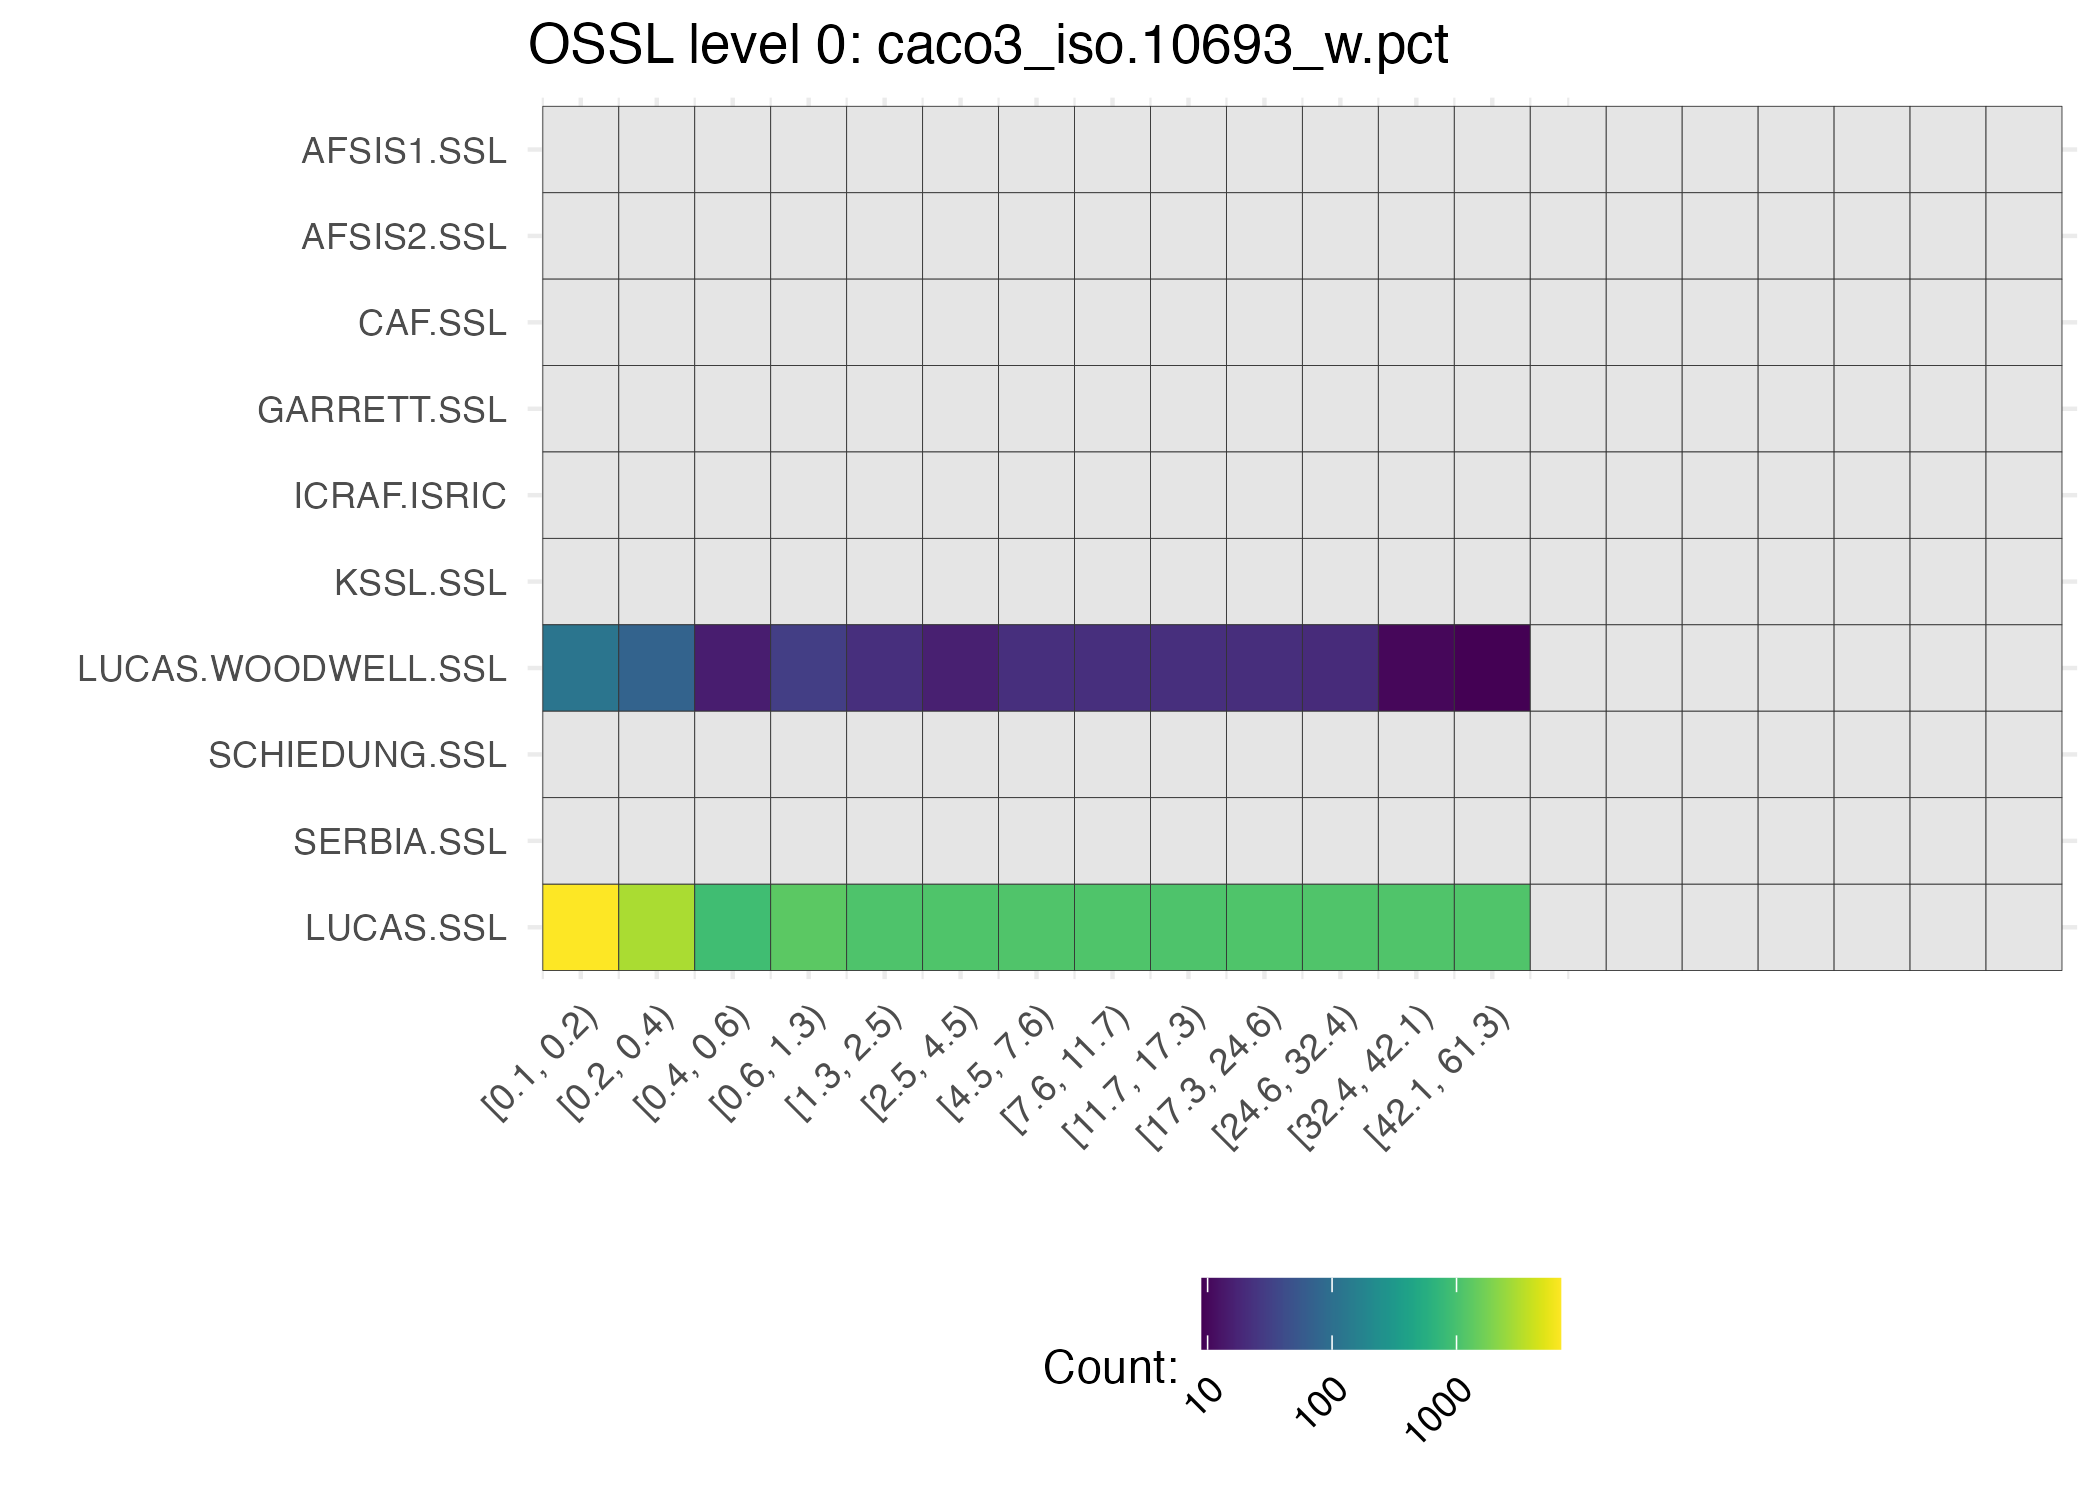 OSSL level 0: caco3_iso.10693_w.pct
AFSIS1.SSL
AFSIS2.SSL
CAF.SSL
GARRETT.SSL
ICRAF.ISRIC
KSSL.SSL
LUCAS.WOODWELL.SSL
SCHIEDUNG.SSL
SERBIA.SSL
LUCAS.SSL
[0.1, 0.2)
[0.2, 0.4)
[0.4, 0.6)
[0.6, 1.3)
[1.3, 2.5)
[2.5, 4.5)
[4.5, 7.6)
[7.6, 11.7)
[11.7, 17.3)
[17.3, 24.6)
[24.6, 32.4)
[32.4, 42.1)
[42.1, 61.3)
Count:
10
100
1000